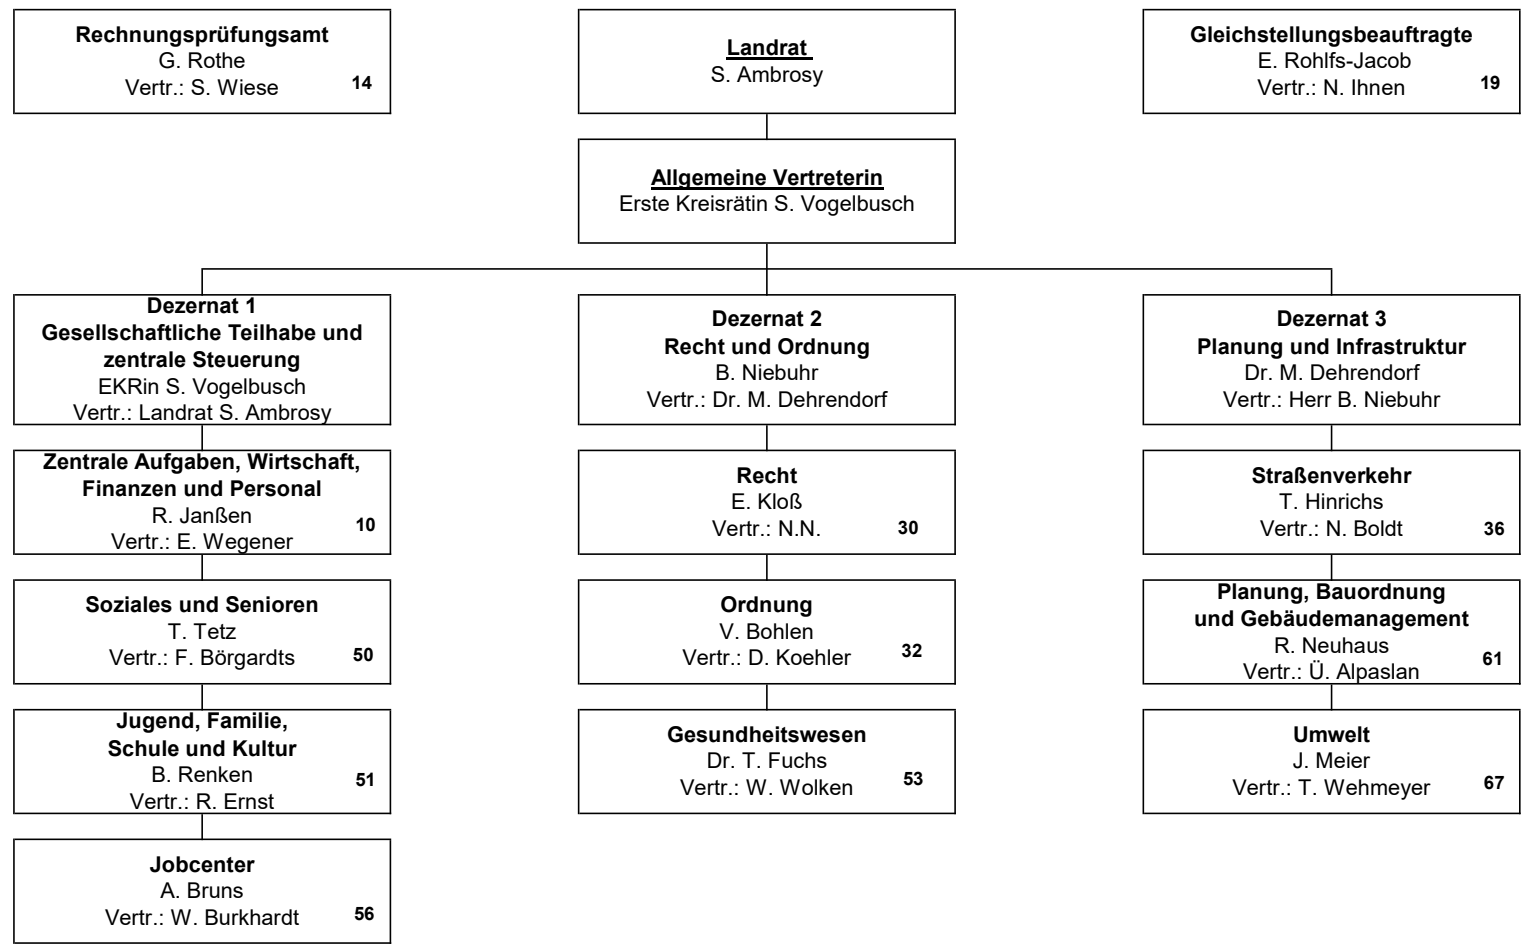 Rechnungsprüfungsamt
G. Rothe
Vertr.: S. Wiese
14
Landrat
S. Ambrosy
Gleichstellungsbeauftragte
E. Rohlfs-Jacob
Vertr.: N. Ihnen
19
Allgemeine Vertreterin
Erste Kreisrätin S. Vogelbusch
Dezernat 1
Gesellschaftliche Teilhabe und
zentrale Steuerung
EKRin S. Vogelbusch
Vertr.: Landrat S. Ambrosy
Dezernat 2
Recht und Ordnung
B. Niebuhr
Vertr.: Dr. M. Dehrendorf
Dezernat 3
Planung und Infrastruktur
Dr. M. Dehrendorf
Vertr.: Herr B. Niebuhr
Zentrale Aufgaben, Wirtschaft,
Finanzen und Personal
R. Janßen
Vertr.: E. Wegener
10
Recht
E. Kloß
Vertr.: N.N.
30
Straßenverkehr
T. Hinrichs
Vertr.: N. Boldt
36
Soziales und Senioren
T. Tetz
Vertr.: F. Börgardts
50
Ordnung
V. Bohlen
Vertr.: D. Koehler
32
Planung, Bauordnung
und Gebäudemanagement
R. Neuhaus
Vertr.: Ü. Alpaslan
61
Jugend, Familie,
Schule und Kultur
B. Renken
Vertr.: R. Ernst
51
Gesundheitswesen
Dr. T. Fuchs
Vertr.: W. Wolken
53
Umwelt
J. Meier
Vertr.: T. Wehmeyer
67
Jobcenter
A. Bruns
Vertr.: W. Burkhardt
56